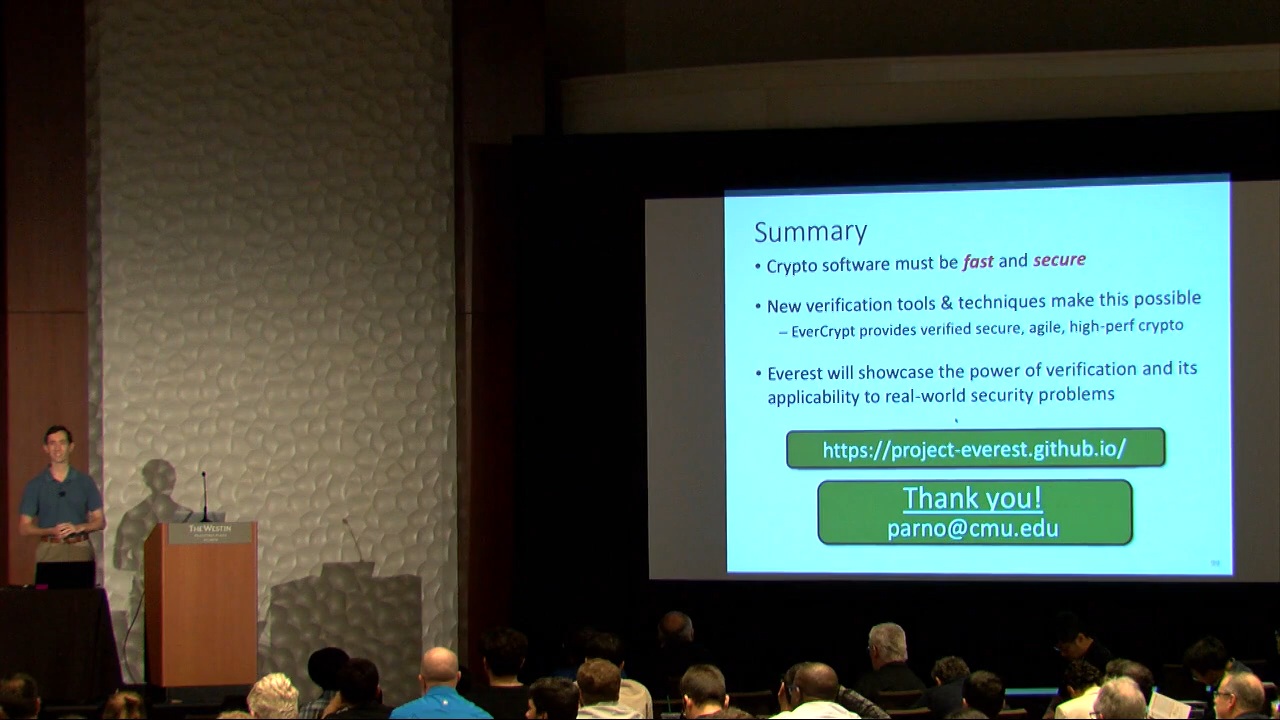 Summary
• Crypto software must be fast and secure
• New verification tools & techniques make this possible
– EverCrypt provides verified secure, agile, high-perf crypto
• Everest will showcase the power of verification and its
applicability to real-world security problems
https://project-everest.github.io/
Thank you!
parno@cmu.edu
THE WESTIN